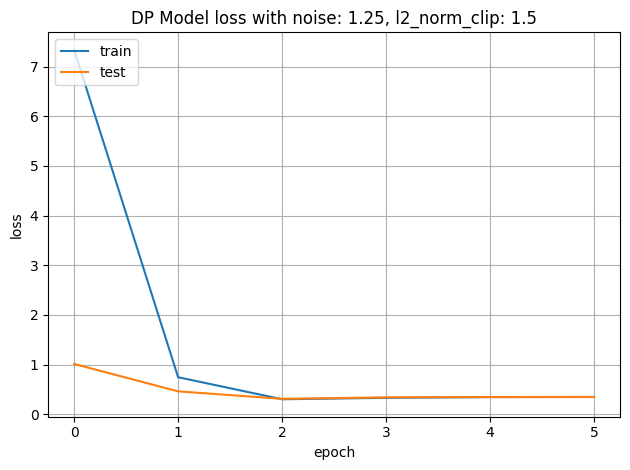 DP Model loss with noise: 1.25, l2_norm_clip: 1.5
train
test
7
6
5
4
3
2
1
0
loss
0 1 2 3 4 5
epoch